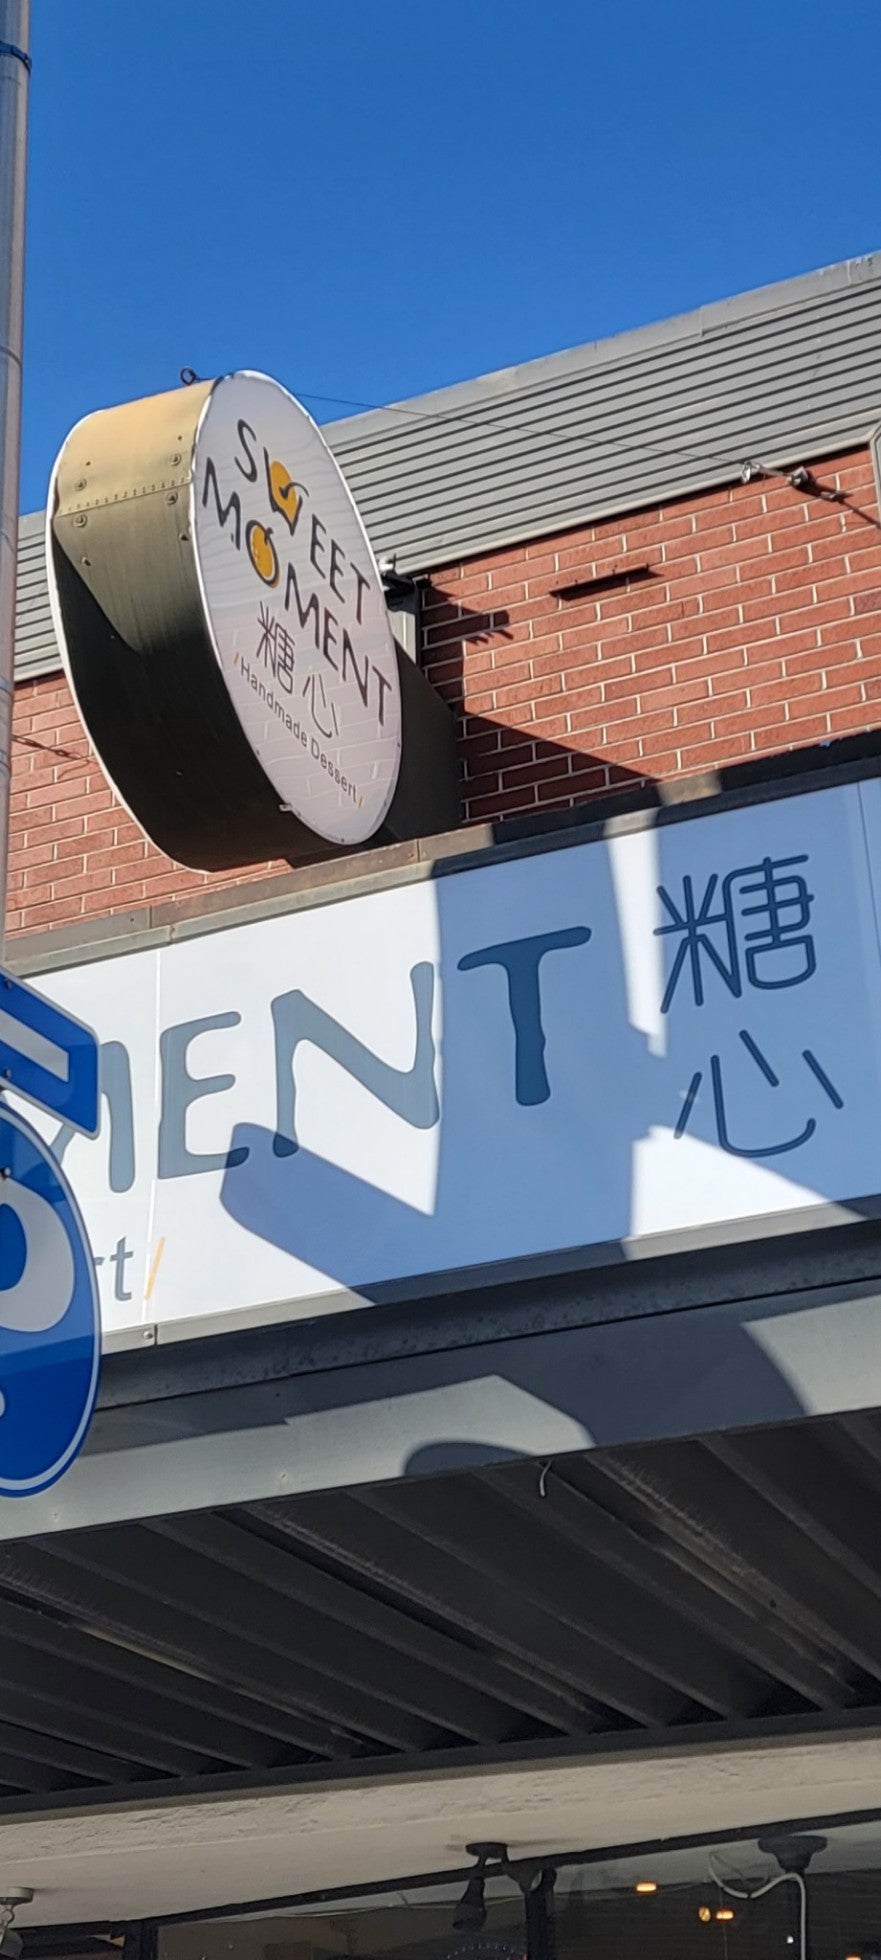 SWEET
MOMENT
糖心
/Handmade Dessert/
MENT
糖
心
rt/